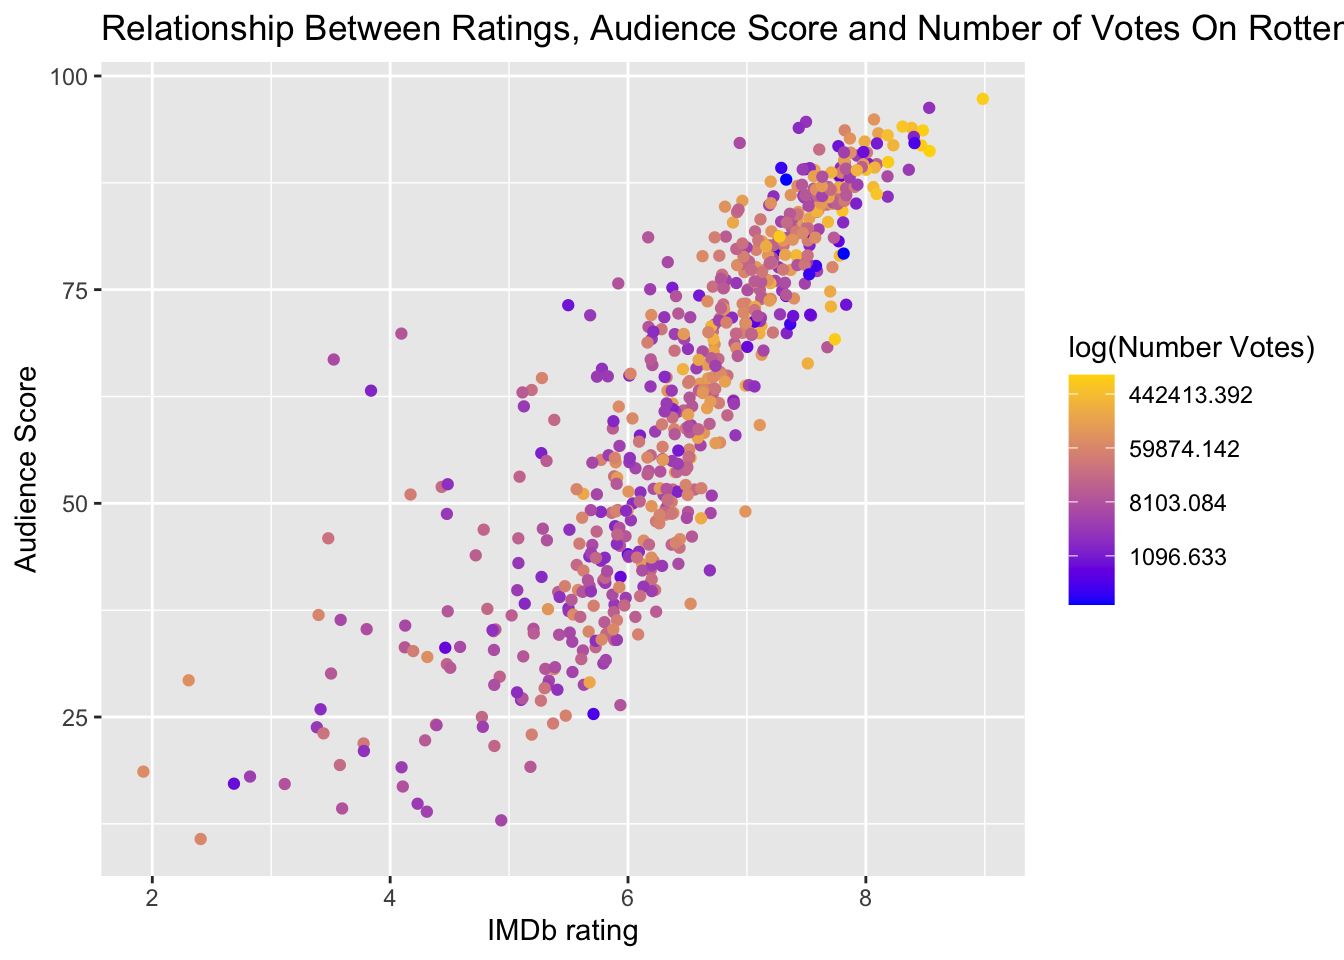 Relationship Between Ratings, Audience Score and Number of Votes On Rotten
100
75
50
25
Audience Score
2 4 6 8
IMDb rating
log(Number Votes)
442413.392
59874.142
8103.084
1096.633